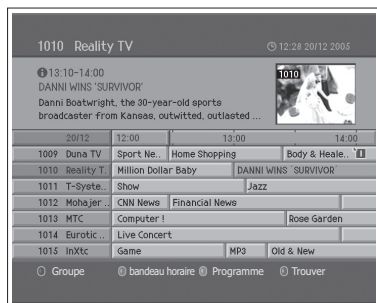 1010 Reality TV 12:28 20/12 2005
13:10-14:00
DANNI WINS 'SURVIVOR'
Danni Boatwright, the 30-year-old sports
broadcaster from Kansas, outwitted, outlasted ...
1010
20/12 12:00 13:00 14:00
1009 Duna TV Sport Ne.. Home Shopping Body & Heale..
1010 Reality T. Million Dollar Baby DANNI WINS 'SURVIVOR'
1011 T-Syste.. Show Jazz
1012 Mohajer .. CNN News Financial News
1013 MTC Computer ! Rose Garden
1014 Eurotic .. Live Concert
1015 InXtc Game MP3 Old & New
Groupe bandeau horaire Programme Trouver